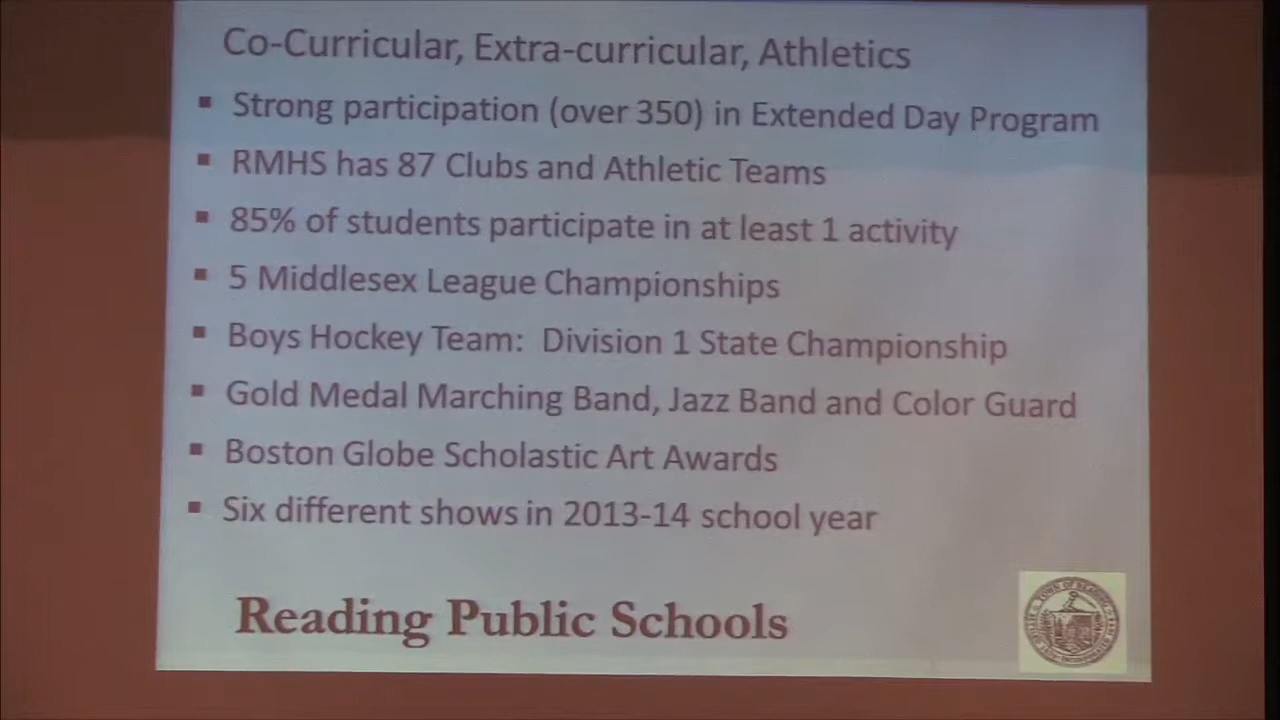 Co-Curricular, Extra-curricular, Athletics
▪ Strong participation (over 350) in Extended Day Program
▪ RMHS has 87 Clubs and Athletic Teams
▪ 85% of students participate in at least 1 activity
▪ 5 Middlesex League Championships
▪ Boys Hockey Team: Division 1 State Championship
▪ Gold Medal Marching Band, Jazz Band and Color Guard
▪ Boston Globe Scholastic Art Awards
▪ Six different shows in 2013-14 school year
Reading Public Schools
TOWN OF